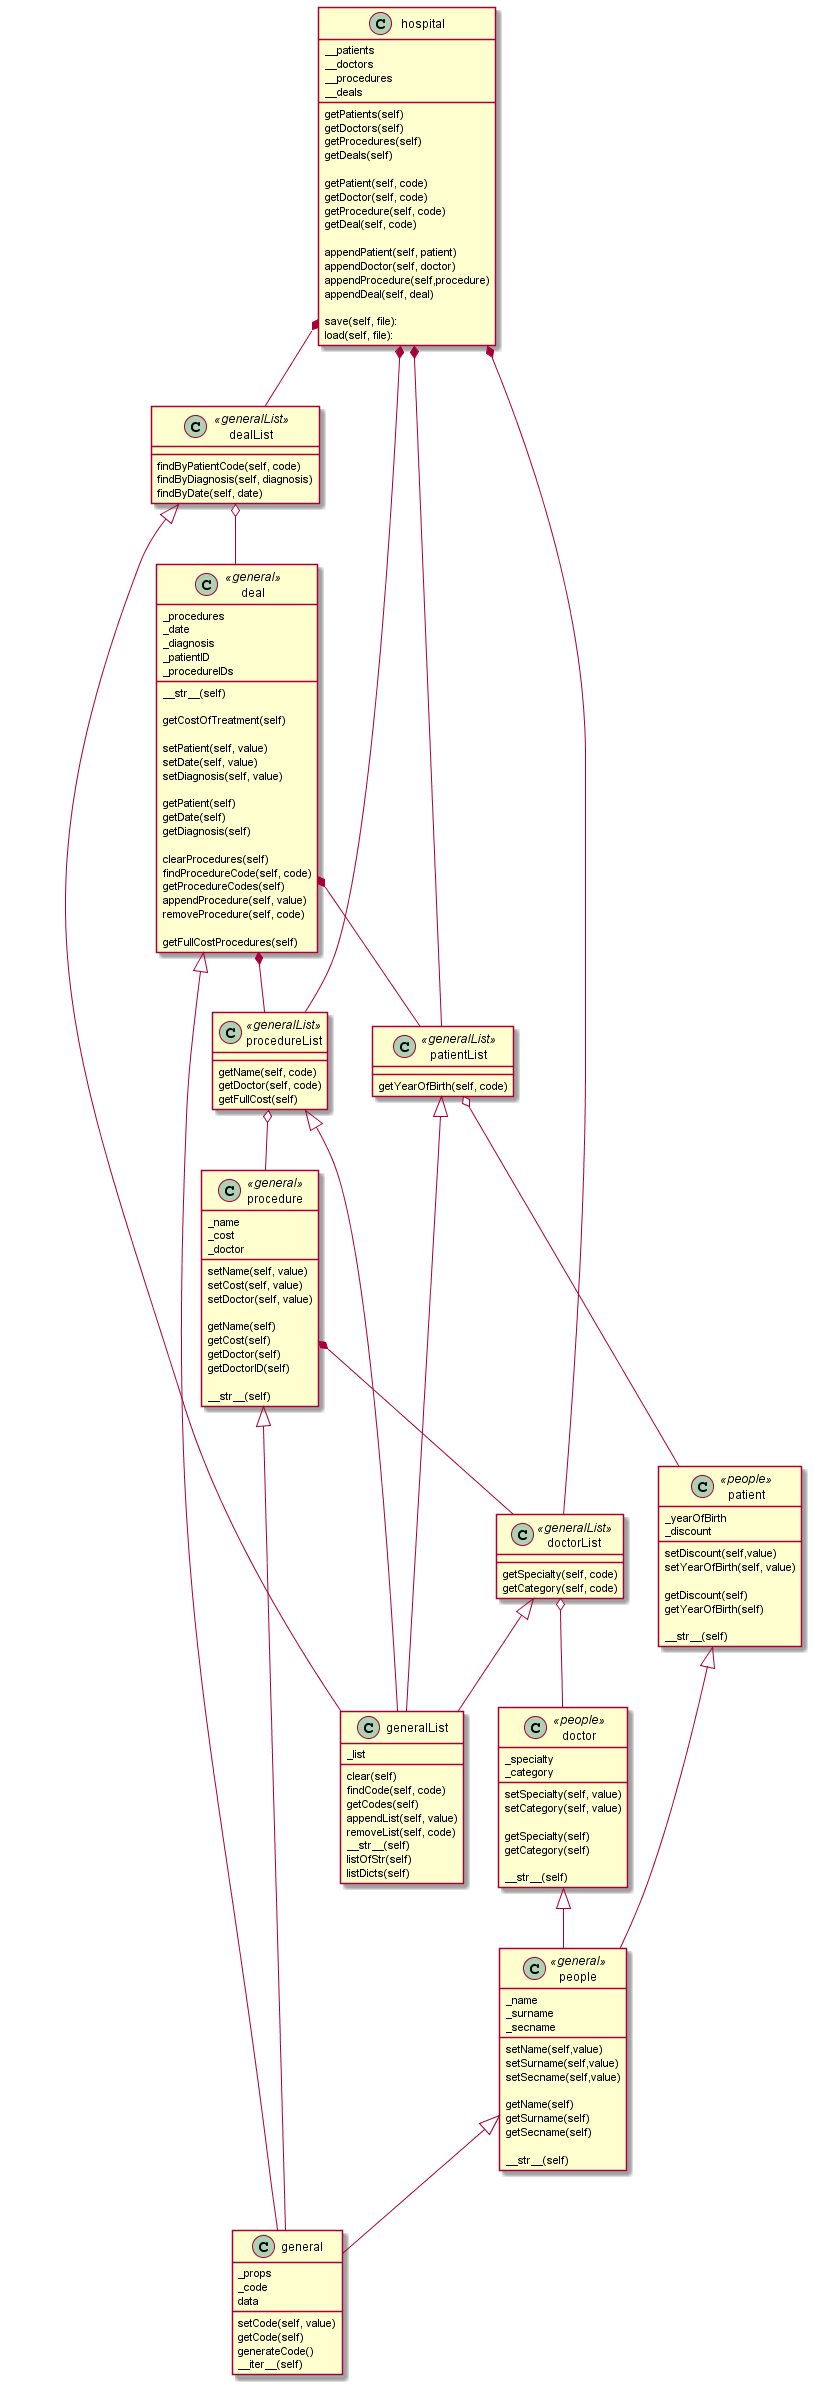 C hospital
__patients
__doctors
__procedures
__deals
getPatients(self)
getDoctors(self)
getProcedures(self)
getDeals(self)
getPatient(self, code)
getDoctor(self, code)
getProcedure(self, code)
getDeal(self, code)
appendPatient(self, patient)
appendDoctor(self, doctor)
appendProcedure(self,procedure)
appendDeal(self, deal)
save(self, file):
load(self, file):
C «generalList»
dealList
findByPatientCode(self, code)
findByDiagnosis(self, diagnosis)
findByDate(self, date)
C «general»
deal
_procedures
_date
_diagnosis
_patientID
_procedureIDs
__str__(self)
getCostOfTreatment(self)
setPatient(self, value)
setDate(self, value)
setDiagnosis(self, value)
getPatient(self)
getDate(self)
getDiagnosis(self)
clearProcedures(self)
findProcedureCode(self, code)
getProcedureCodes(self)
appendProcedure(self, value)
removeProcedure(self, code)
getFullCostProcedures(self)
C «generalList»
procedureList
getName(self, code)
getDoctor(self, code)
getFullCost(self)
C «generalList»
patientList
getYearOfBirth(self, code)
C «general»
procedure
_name
_cost
_doctor
setName(self, value)
setCost(self, value)
setDoctor(self, value)
getName(self)
getCost(self)
getDoctor(self)
getDoctorID(self)
__str__(self)
C «people»
patient
_yearOfBirth
_discount
setDiscount(self,value)
setYearOfBirth(self, value)
getDiscount(self)
getYearOfBirth(self)
__str__(self)
C «generalList»
doctorList
getSpecialty(self, code)
getCategory(self, code)
C generalList
_list
clear(self)
findCode(self, code)
getCodes(self)
appendList(self, value)
removeList(self, code)
__str__(self)
listOfStr(self)
listDicts(self)
C «people»
doctor
_specialty
_category
setSpecialty(self, value)
setCategory(self, value)
getSpecialty(self)
getCategory(self)
__str__(self)
C «general»
people
_name
_surname
_secname
setName(self,value)
setSurname(self,value)
setSecname(self,value)
getName(self)
getSurname(self)
getSecname(self)
__str__(self)
C general
_props
_code
data
setCode(self, value)
getCode(self)
generateCode()
__iter__(self)